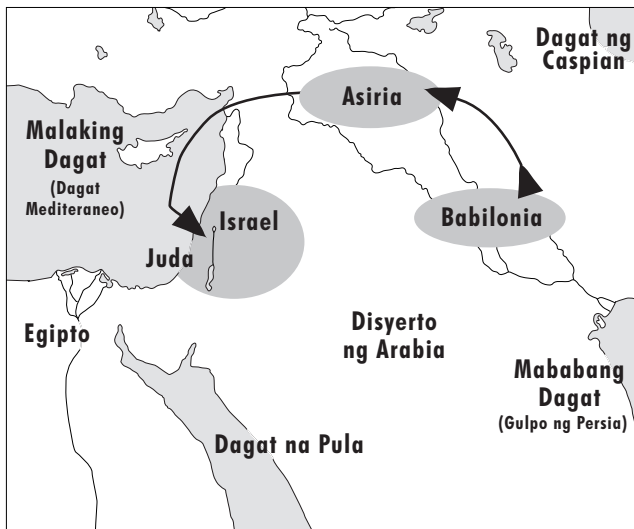 Dagat ng
Caspian
Asiria
Malaking
Dagat
(Dagat
Mediteraneo)
Israel
Babilonia
Juda
Egipto
Disyerto
ng Arabia
Mababang
Dagat
(Gulpo ng Persia)
Dagat na Pula